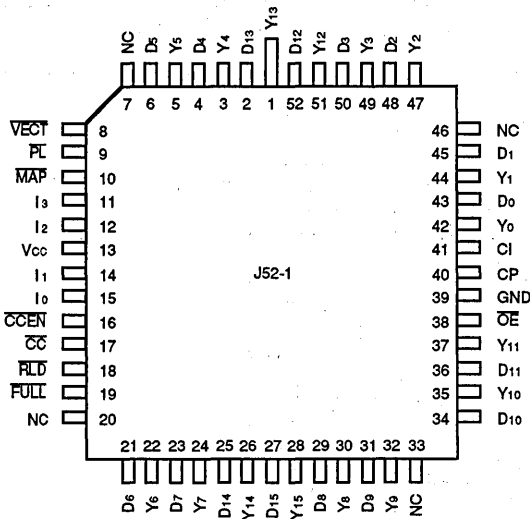 NC D5 Y5 D4 Y4 D13 Y13 D12 Y12 D3 Y3 D2 Y2
7 6 5 4 3 2 1 52 51 50 49 48 47
VECT 8 46 NC
PL 9 45 D1
MAP 10 44 Y1
I3 11 43 D0
I2 12 42 Y0
Vcc 13 41 CI
I1 14 J52-1 40 CP
I0 15 39 GND
CCEN 16 38 OE
CC 17 37 Y11
RLD 18 36 D11
FULL 19 35 Y10
NC 20 34 D10
21 22 23 24 25 26 27 28 29 30 31 32 33
D6 Y6 D7 Y7 D14 Y14 D15 Y15 D8 Y8 D9 Y9 NC